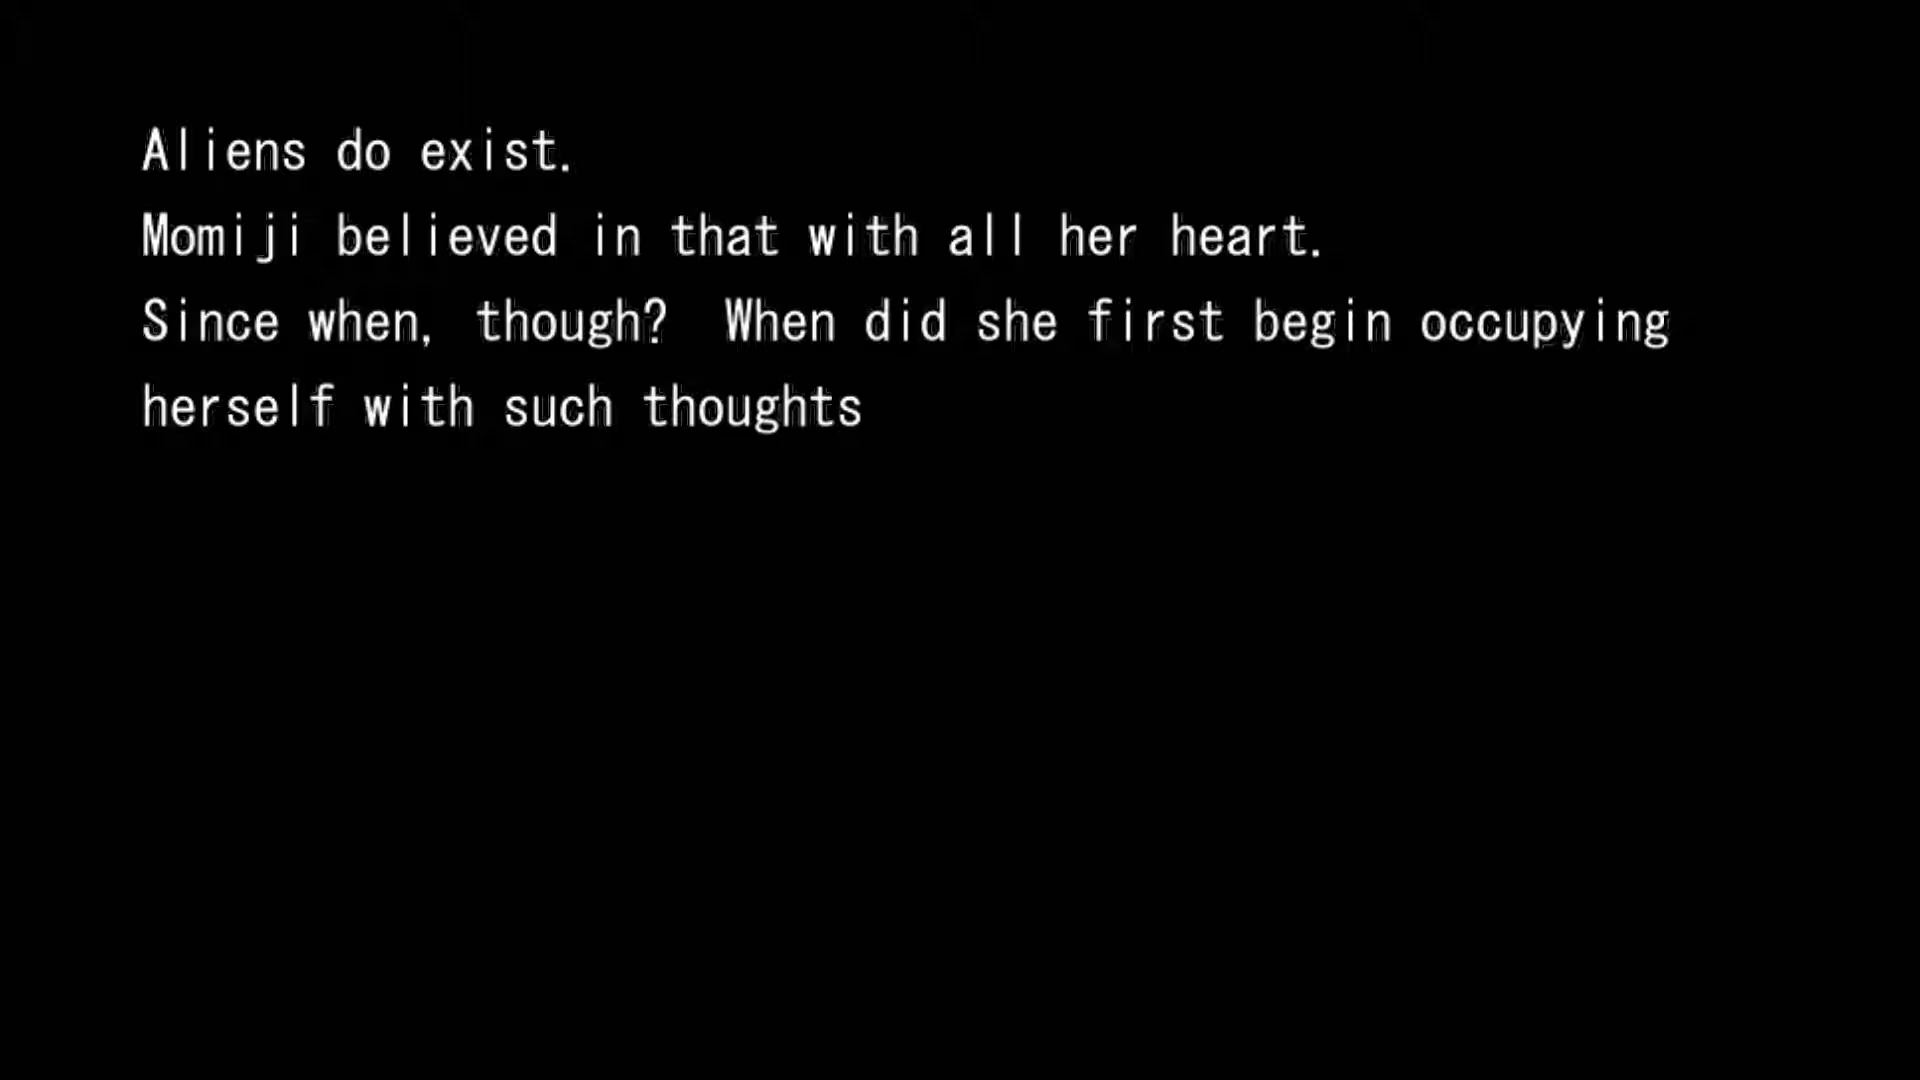 Aliens do exist.
Momiji believed in that with all her heart.
Since when, though?  When did she first begin occupying
herself with such thoughts